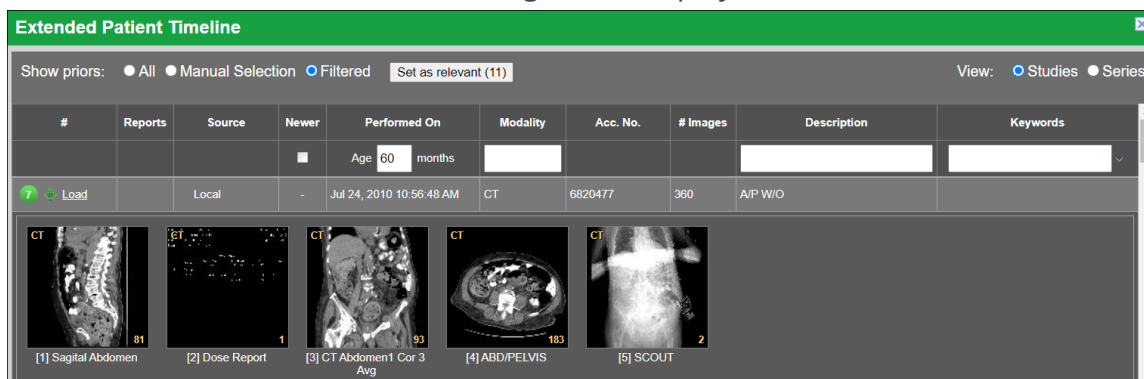 Extended Patient Timeline
Show priors: All Manual Selection Filtered Set as relevant (11) View: Studies Series
# Reports Source Newer Performed On Modality Acc. No. # Images Description Keywords
Age 60 months
7 Load Local - Jul 24, 2010 10:56:48 AM CT 6820477 360 A/P W/O
CT CT CT CT CT
81 1 93 183 2
[1] Sagital Abdomen [2] Dose Report [3] CT Abdomen1 Cor 3 Avg [4] ABD/PELVIS [5] SCOUT